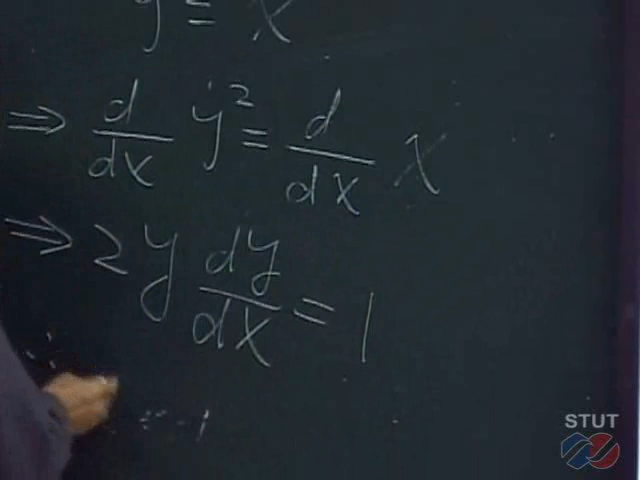 y² = x
⇒ d/dx y² = d/dx x
⇒ 2y dy/dx = 1
STUT